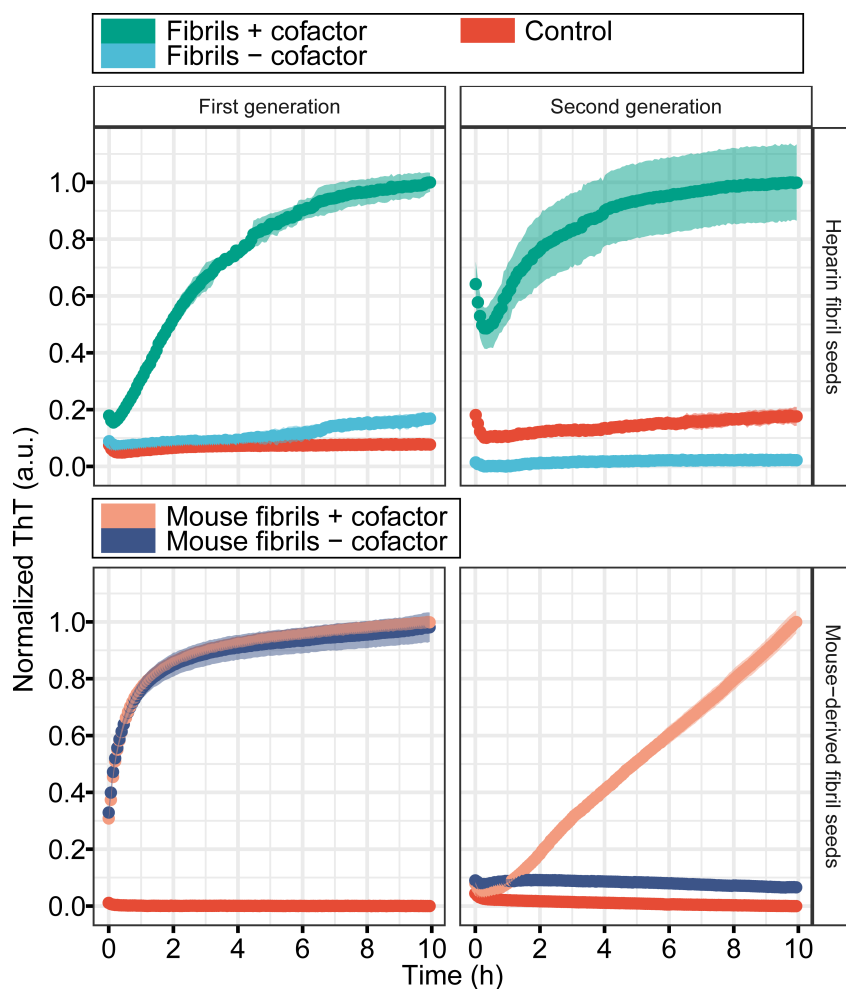 Fibrils + cofactor
Control
Fibrils − cofactor
First generation
Second generation
1.0
0.8
0.6
0.4
0.2
0.0
Heparin fibril seeds
Normalized ThT (a.u.)
Mouse fibrils + cofactor
Mouse fibrils − cofactor
1.0
0.8
0.6
0.4
0.2
0.0
Mouse−derived fibril seeds
0 2 4 6 8 10 0 2 4 6 8 10
Time (h)